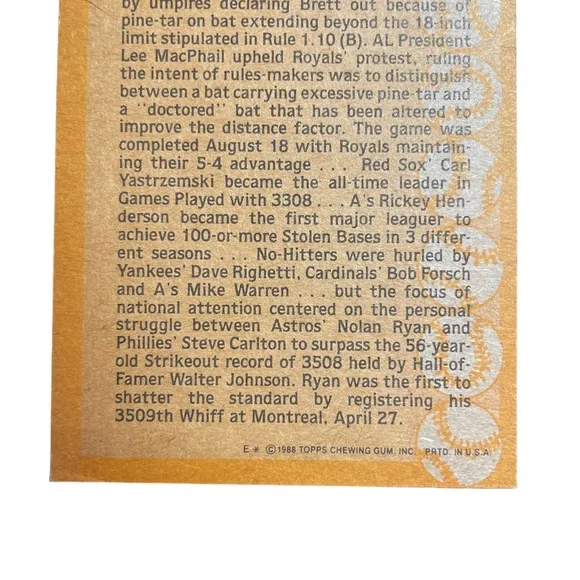 by umpires declaring Brett out because of
pine-tar on bat extending beyond the 18-inch
limit stipulated in Rule 1.10 (B). AL President
Lee MacPhail upheld Royals' protest, ruling
the intent of rules-makers was to distinguish
between a bat carrying excessive pine-tar and
a "doctored" bat that has been altered to
improve the distance factor. The game was
completed August 18 with Royals maintain-
ing their 5-4 advantage . . . Red Sox' Carl
Yastrzemski became the all-time leader in
Games Played with 3308 . . . A's Rickey Hen-
derson became the first major leaguer to
achieve 100-or-more Stolen Bases in 3 differ-
ent seasons . . . No-Hitters were hurled by
Yankees' Dave Righetti, Cardinals' Bob Forsch
and A's Mike Warren . . . but the focus of
national attention centered on the personal
struggle between Astros' Nolan Ryan and
Phillies' Steve Carlton to surpass the 56-year-
old Strikeout record of 3508 held by Hall-of-
Famer Walter Johnson. Ryan was the first to
shatter the standard by registering his
3509th Whiff at Montreal, April 27.
E * © 1988 TOPPS CHEWING GUM, INC. PRTD. IN U.S.A.